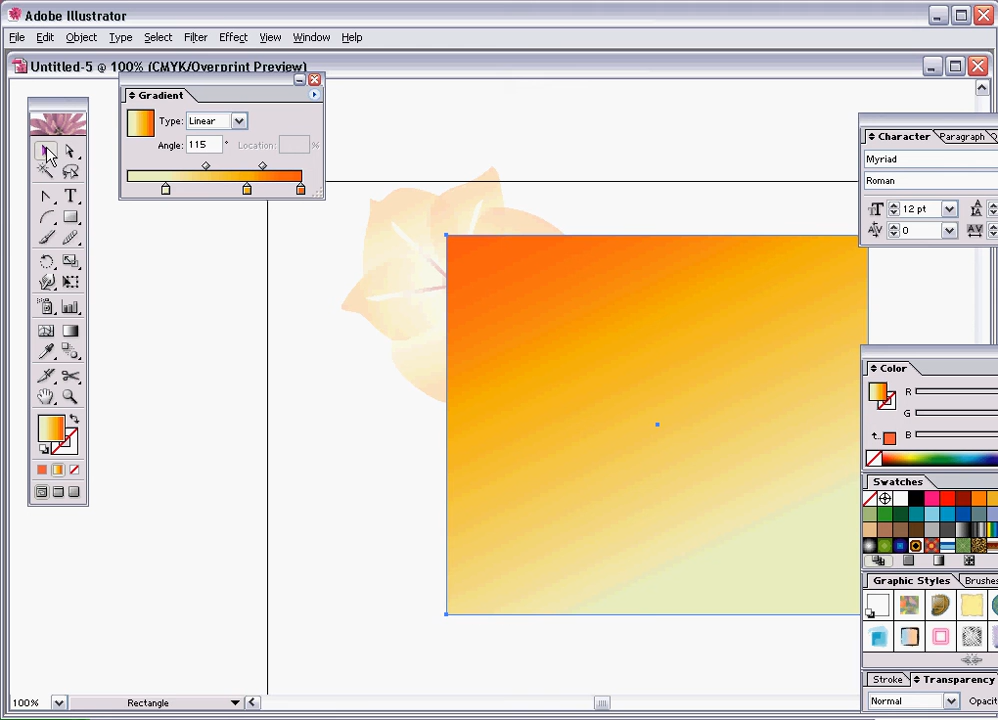 Adobe Illustrator
File Edit Object Type Select Filter Effect View Window Help
Untitled-5 @ 100% (CMYK/Overprint Preview)
Gradient
Type: Linear
Angle: 115 ° Location: %
Character Paragraph
Myriad
Roman
12 pt
0
Color
R
G
B
Swatches
Graphic Styles Brushes
Stroke Transparency
Normal Opacit
100% Rectangle